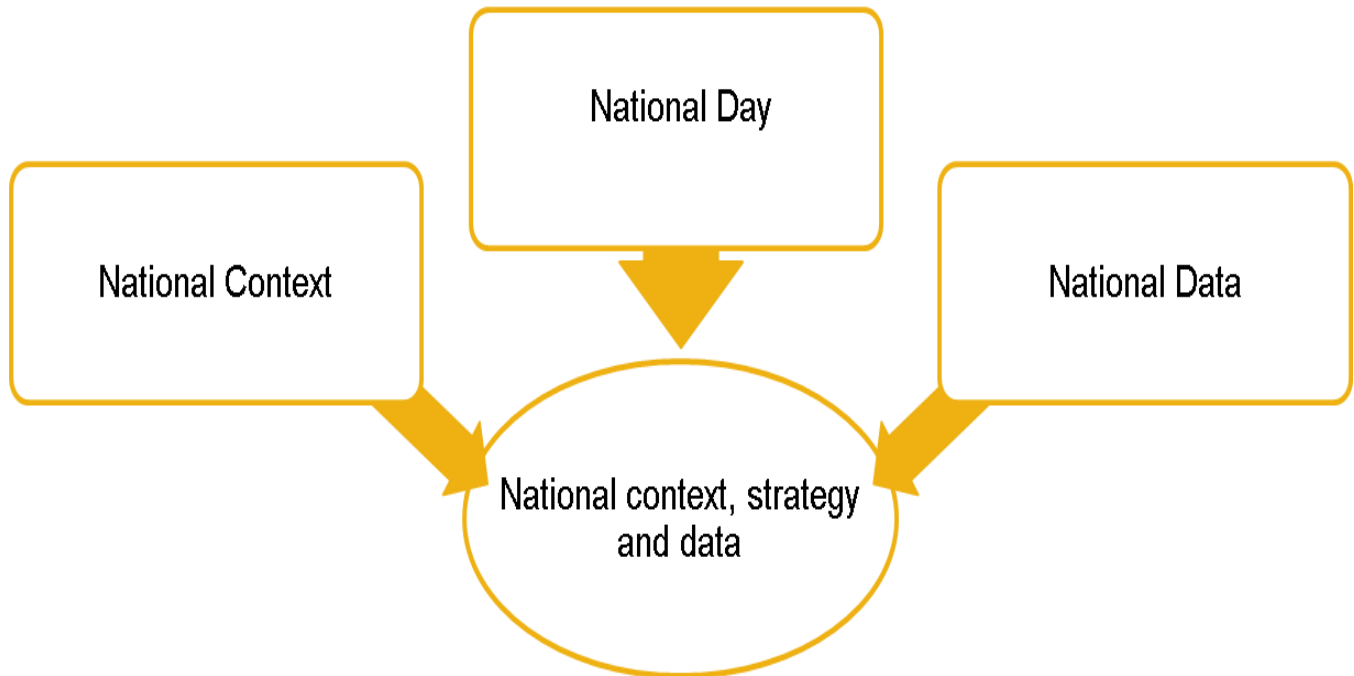 National Day
National Context
National Data
National context, strategy
and data